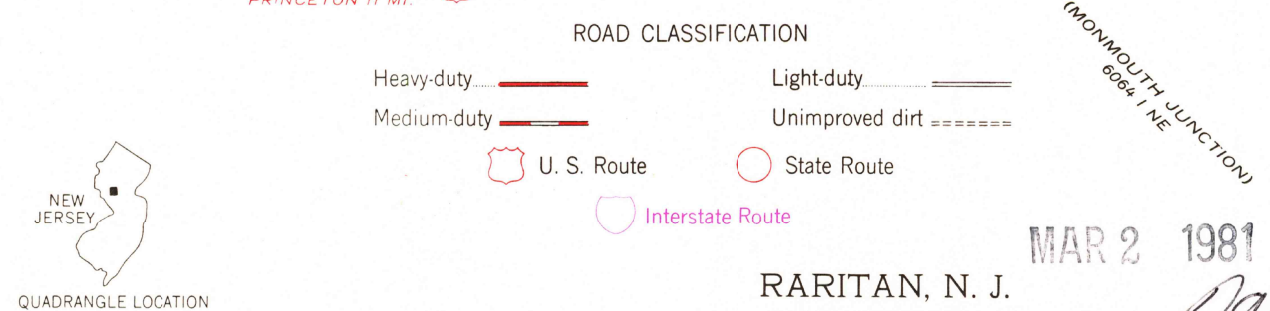 PRINCETON 11 MI.
ROAD CLASSIFICATION
Heavy-duty
Light-duty
Medium-duty
Unimproved dirt
U. S. Route
State Route
Interstate Route
(MONMOUTH JUNCTION)
6064 I NE
NEW
JERSEY
QUADRANGLE LOCATION
MAR 2 1981
RARITAN, N. J.